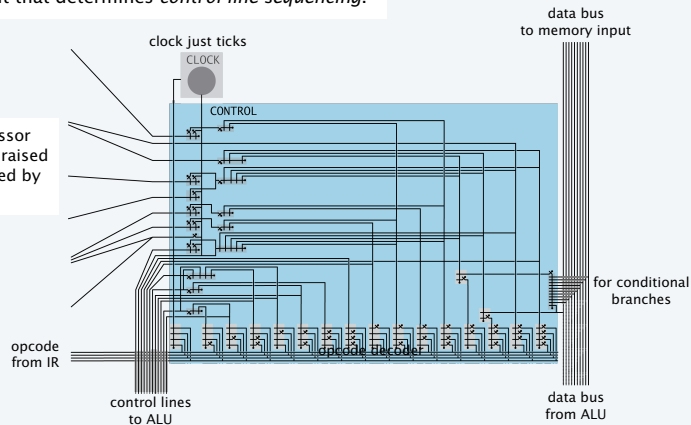 t that determines control line sequencing.
data bus
to memory input
clock just ticks
CLOCK
CONTROL
ssor
raised
ed by
for conditional
branches
opcode
from IR
opcode decoder
control lines
to ALU
data bus
from ALU